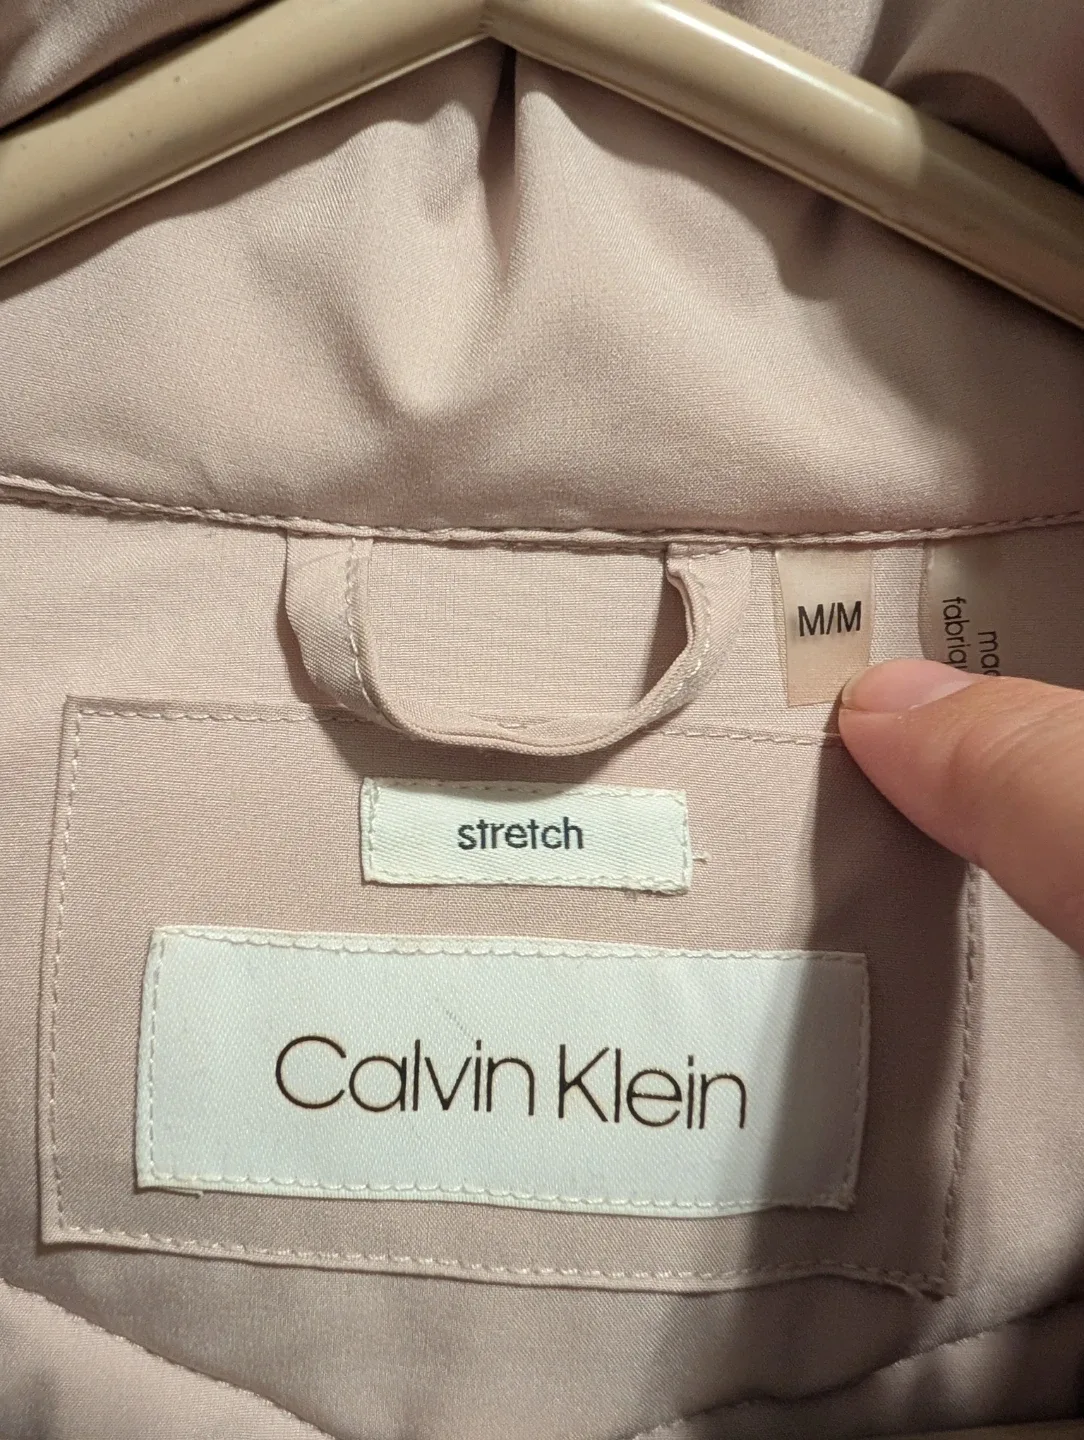 M/M
stretch
Calvin Klein